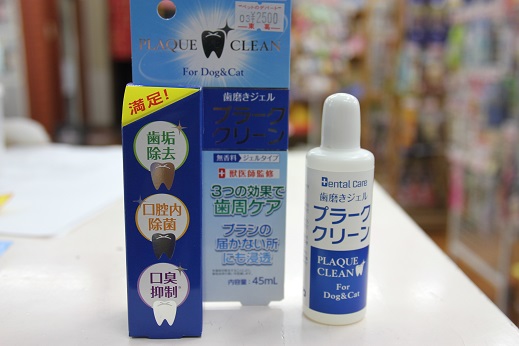 03 ¥2500
PLAQUE CLEAN
For Dog&Cat
満足!
歯垢
除去
口腔内
除菌
口臭
抑制
歯磨きジェル
プラーク
クリーン
無香料 ジェルタイプ
獣医師監修
3つの効果で
歯周ケア
ブラシの
届かない所
にも浸透
内容量:45mL
Dental Care
歯磨きジェル
プラーク
クリーン
PLAQUE
CLEAN
For
Dog&Cat